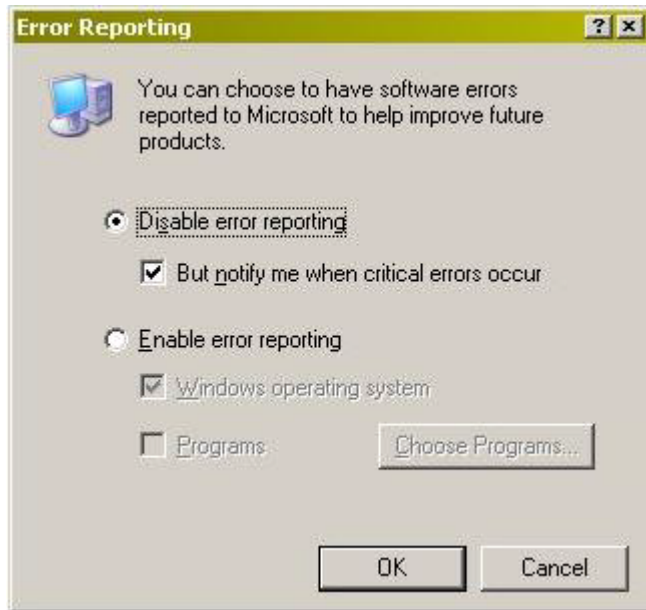 Error Reporting
You can choose to have software errors
reported to Microsoft to help improve future
products.
Disable error reporting
But notify me when critical errors occur
Enable error reporting
Windows operating system
Programs
Choose Programs...
OK
Cancel